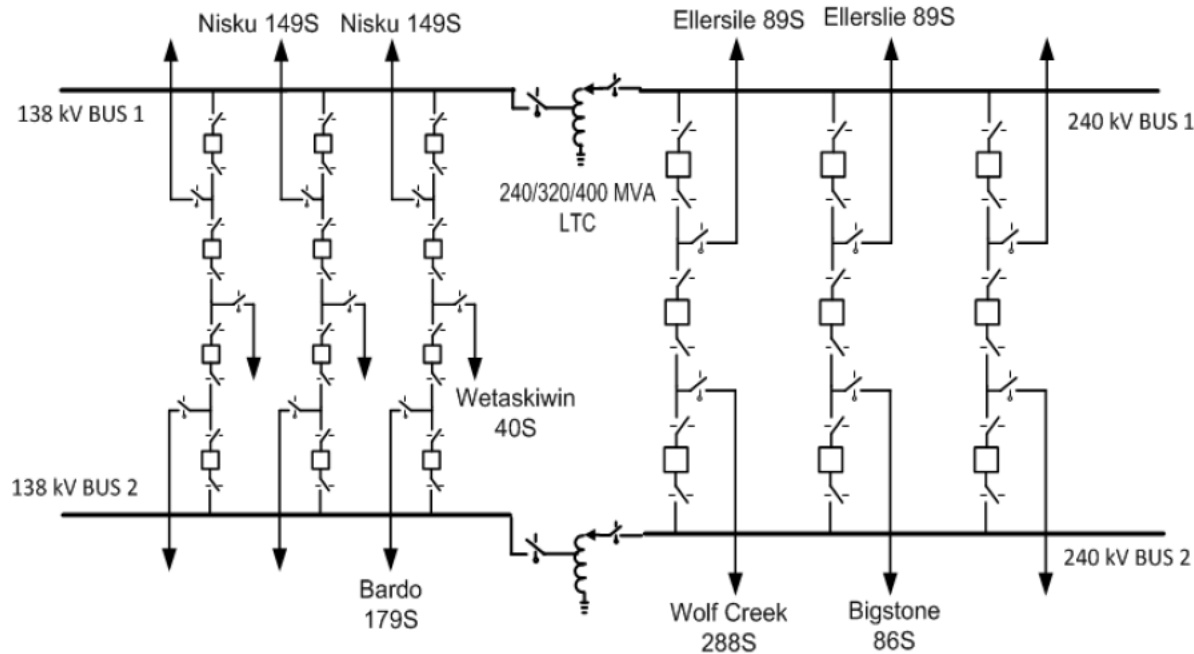 Nisku 149S
Nisku 149S
Ellersile 89S
Ellerslie 89S
138 kV BUS 1
240 kV BUS 1
240/320/400 MVA
LTC
Wetaskiwin
40S
138 kV BUS 2
240 kV BUS 2
Bardo
179S
Wolf Creek
288S
Bigstone
86S